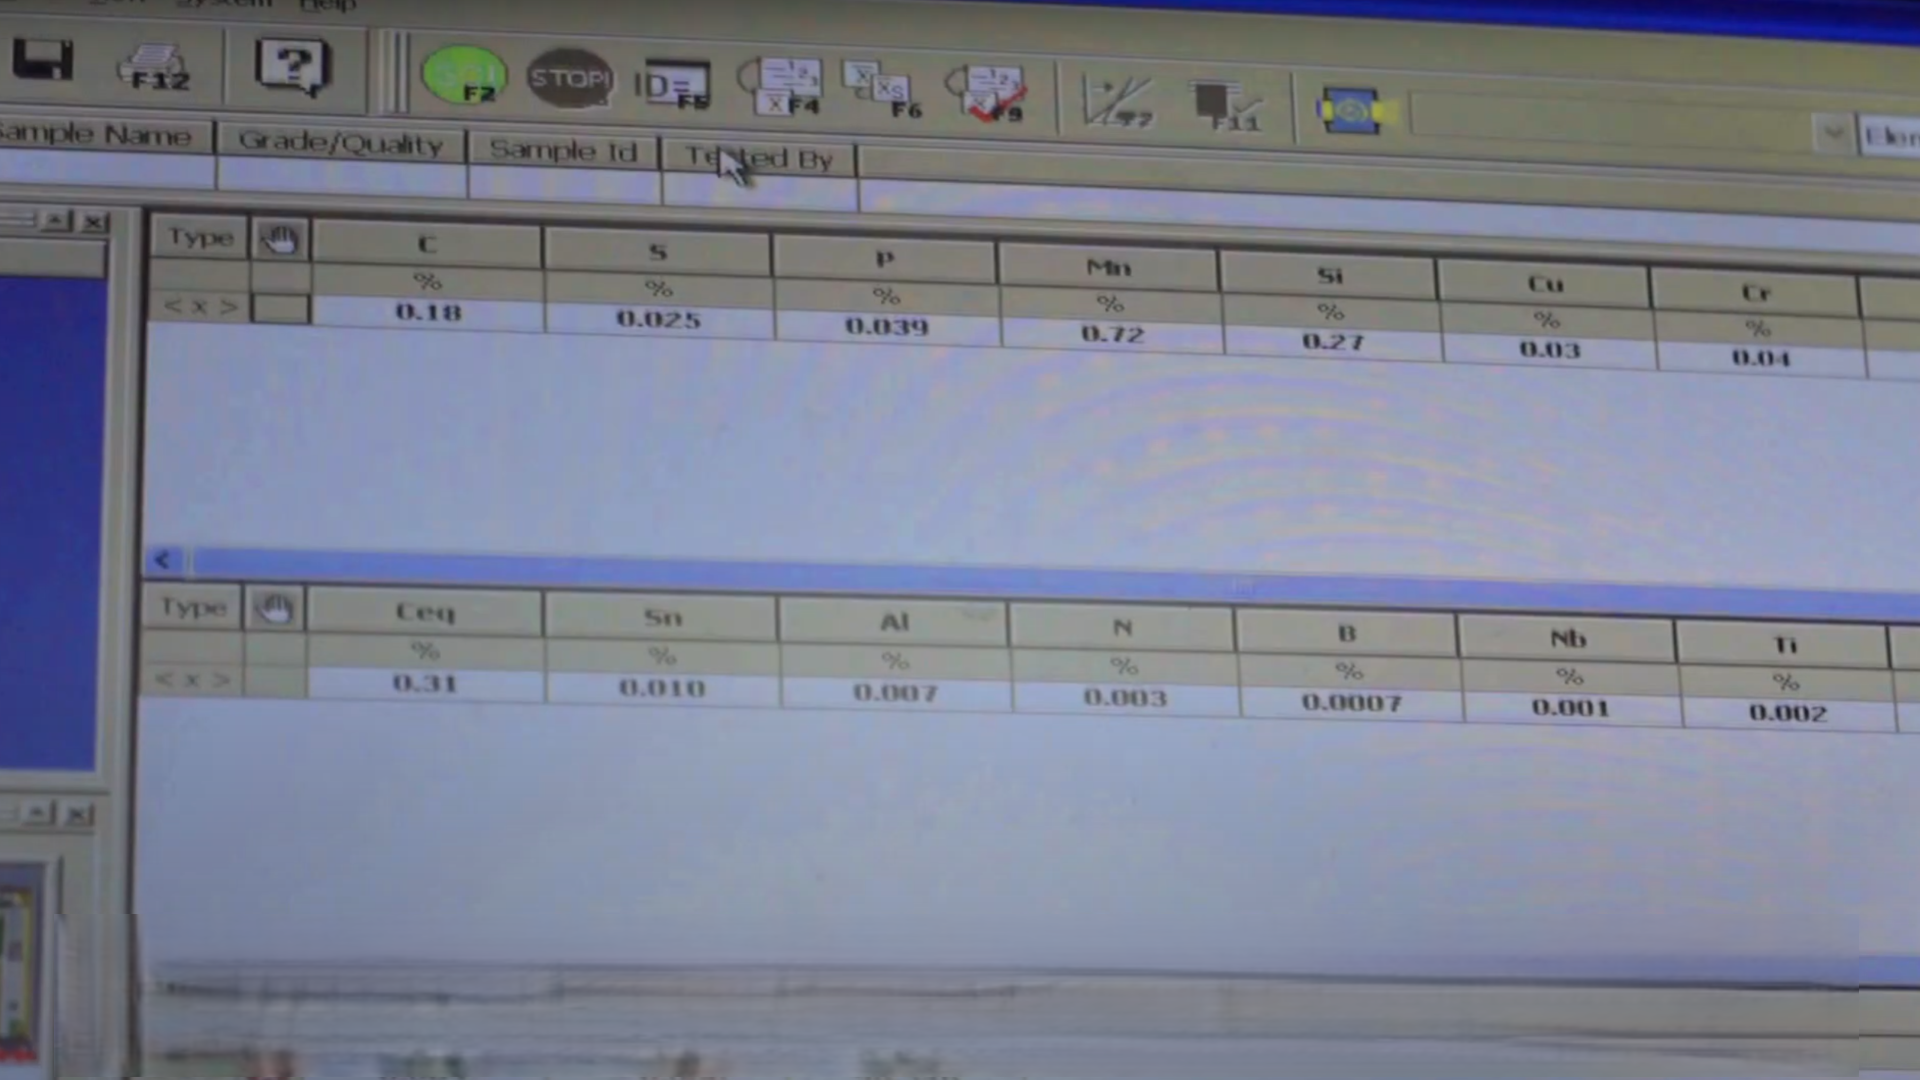 System Help
F12 ? GO! F2 STOP! ID= F5 F4 F6 F9 F7 F11
Sample Name Grade/Quality Sample Id Tested By
Type C S P Mn Si Cu Cr
% % % % % % %
< x > 0.18 0.025 0.039 0.72 0.27 0.03 0.04
Type Ceq Sn Al N B Nb Ti
% % % % % % %
< x > 0.31 0.010 0.007 0.003 0.0007 0.001 0.002